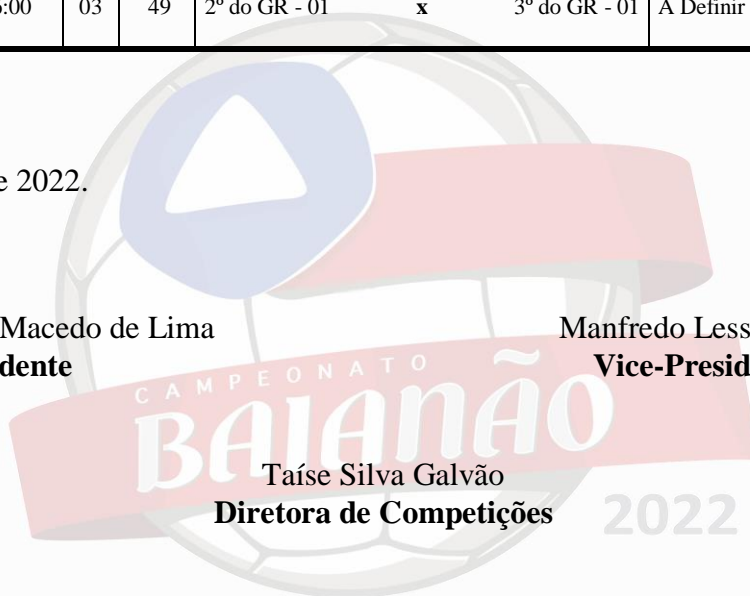 :00 03 49 2º do GR - 01 x 3º do GR - 01 A Definir
e 2022.
Macedo de Lima Manfredo Less
dente Vice-Presid
CAMPEONATO
BAIANÃO
2022
Taíse Silva Galvão
Diretora de Competições